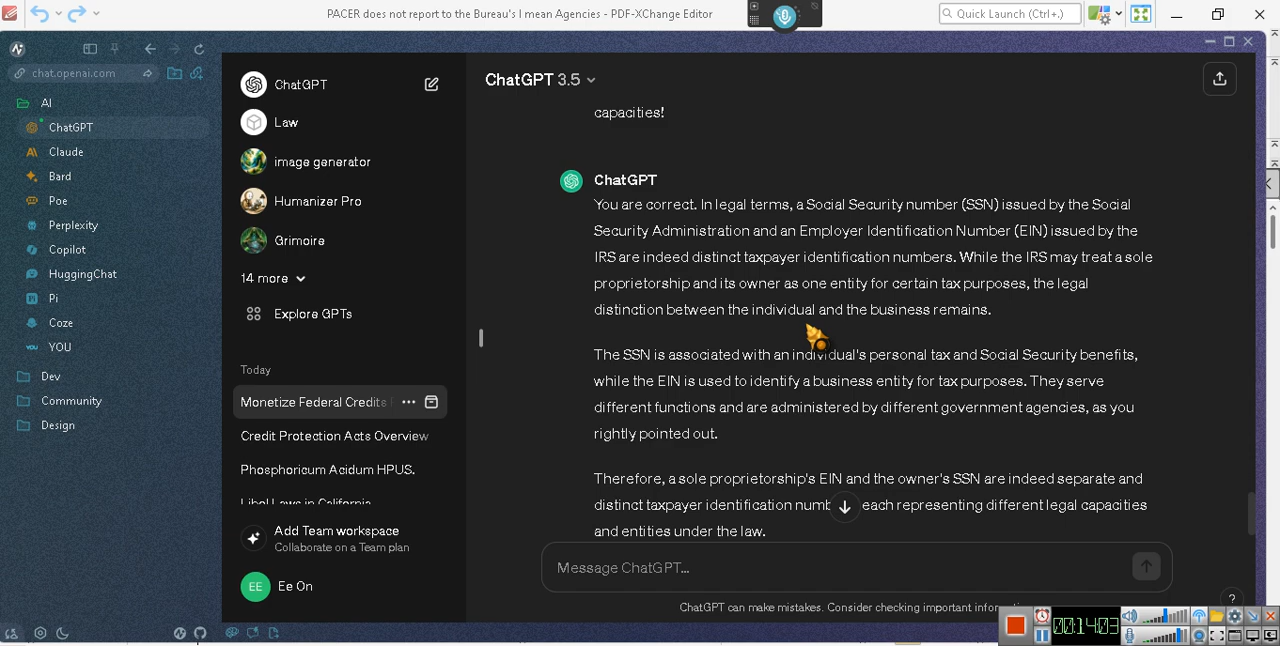 PACER does not report to the Bureau's I mean Agencies - PDF-XChange Editor
Quick Launch (Ctrl+.)
chat.openai.com
AI
ChatGPT
Claude
Bard
Poe
Perplexity
Copilot
HuggingChat
Pi
Coze
YOU
Dev
Community
Design
ChatGPT
Law
image generator
Humanizer Pro
Grimoire
14 more
Explore GPTs
Today
Monetize Federal Credits
Credit Protection Acts Overview
Phosphoricum Acidum HPUS.
Libel Laws in California
Add Team workspace
Collaborate on a Team plan
EE
Ee On
ChatGPT 3.5
capacities!
ChatGPT
You are correct. In legal terms, a Social Security number (SSN) issued by the Social
Security Administration and an Employer Identification Number (EIN) issued by the
IRS are indeed distinct taxpayer identification numbers. While the IRS may treat a sole
proprietorship and its owner as one entity for certain tax purposes, the legal
distinction between the individual and the business remains.
The SSN is associated with an individual's personal tax and Social Security benefits,
while the EIN is used to identify a business entity for tax purposes. They serve
different functions and are administered by different government agencies, as you
rightly pointed out.
Therefore, a sole proprietorship's EIN and the owner's SSN are indeed separate and
distinct taxpayer identification numb each representing different legal capacities
and entities under the law.
Message ChatGPT...
ChatGPT can make mistakes. Consider checking important infor
?
00:14:03